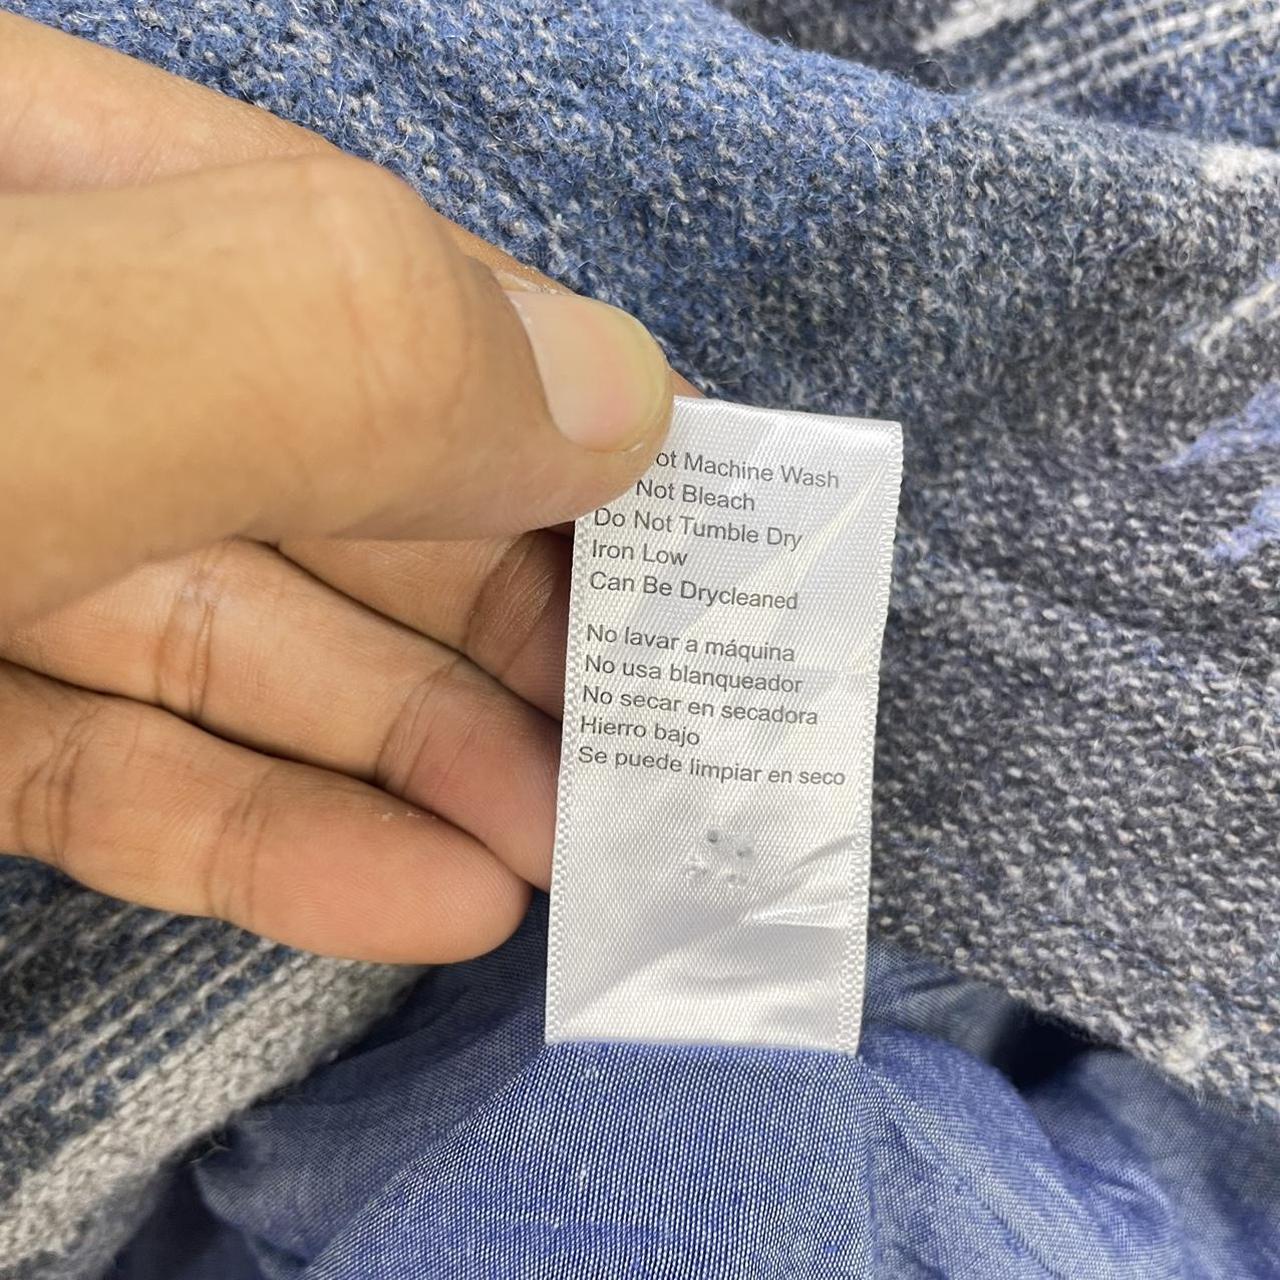 ot Machine Wash
Not Bleach
Do Not Tumble Dry
Iron Low
Can Be Drycleaned
No lavar a máquina
No usa blanqueador
No secar en secadora
Hierro bajo
Se puede limpiar en seco